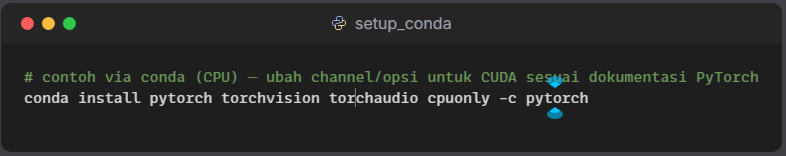 setup_conda
# contoh via conda (CPU) — ubah channel/opsi untuk CUDA sesuai dokumentasi PyTorch
conda install pytorch torchvision torchaudio cpuonly -c pytorch